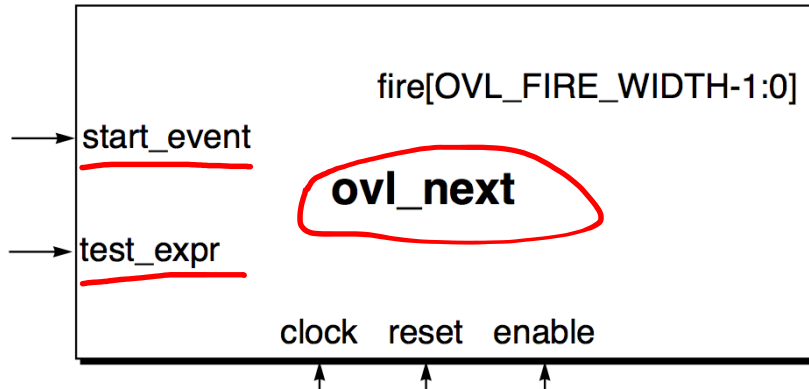 fire[OVL_FIRE_WIDTH-1:0]
start_event
ovl_next
test_expr
clock reset enable